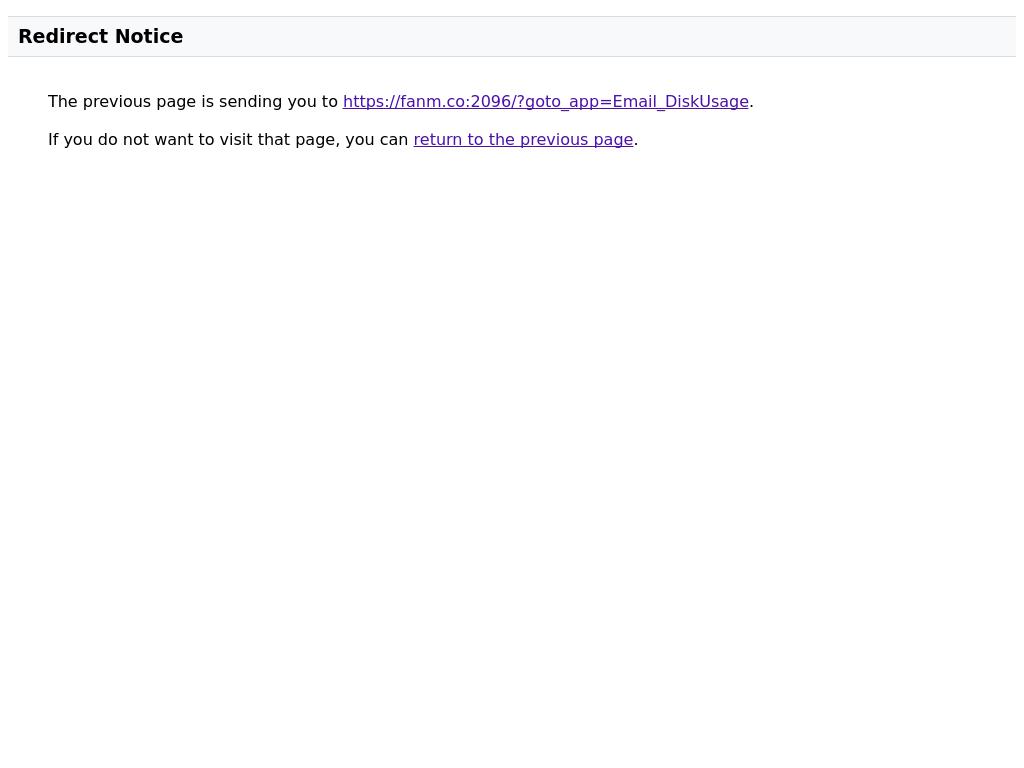 Redirect Notice
The previous page is sending you to https://fanm.co:2096/?goto_app=Email_DiskUsage.
If you do not want to visit that page, you can return to the previous page.